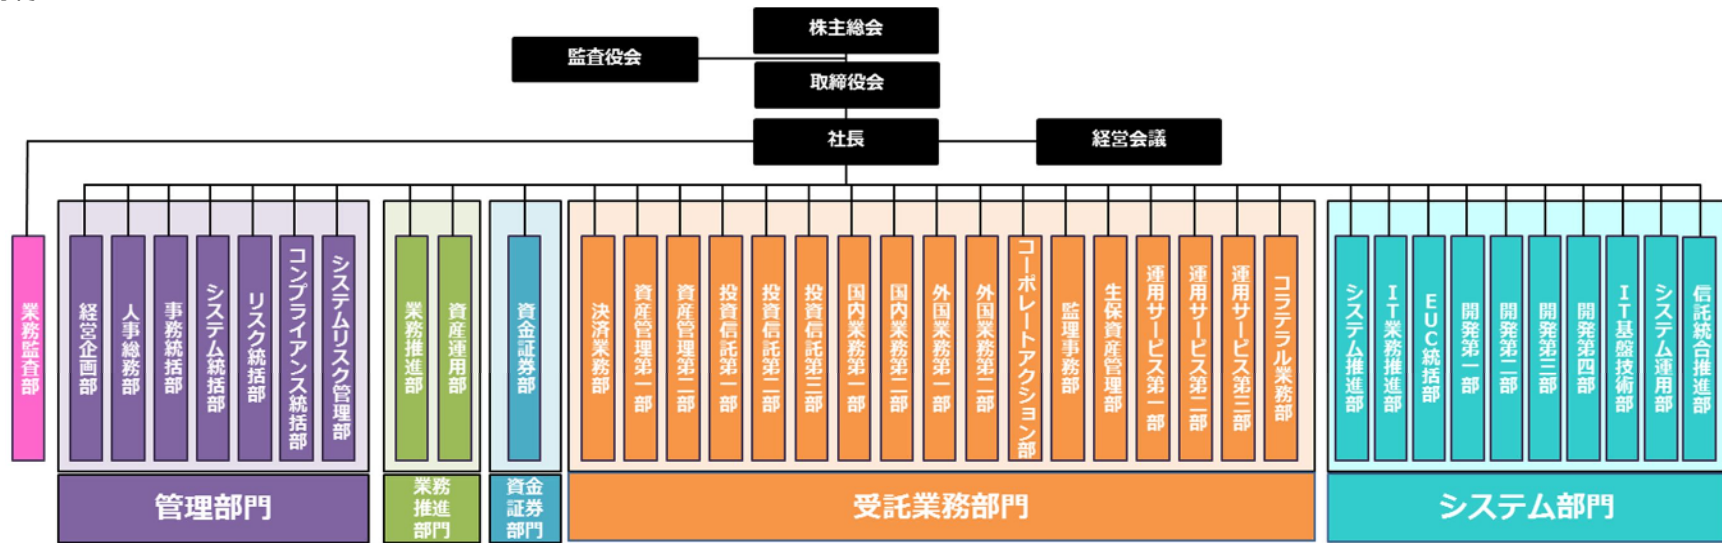 株主総会
監査役会
取締役会
社長
経営会議
業務監査部
経営企画部
人事総務部
事務統括部
システム統括部
リスク統括部
コンプライアンス統括部
システムリスク管理部
業務推進部
資産運用部
資金証券部
決済業務部
資産管理第一部
資産管理第二部
投資信託第一部
投資信託第二部
投資信託第三部
国内業務第一部
国内業務第二部
外国業務第一部
外国業務第二部
コーポレートアクション部
監理事務部
生保資産管理部
運用サービス第一部
運用サービス第二部
運用サービス第三部
コラテラル業務部
システム推進部
IT業務推進部
EUC統括部
開発第一部
開発第二部
開発第三部
開発第四部
IT基盤技術部
システム運用部
信託統合推進部
管理部門
業務
推進
部門
資金
証券
部門
受託業務部門
システム部門